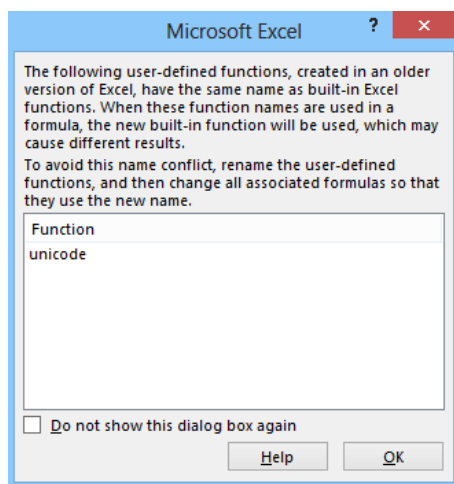 Microsoft Excel
?
×
The following user-defined functions, created in an older
version of Excel, have the same name as built-in Excel
functions. When these function names are used in a
formula, the new built-in function will be used, which may
cause different results.
To avoid this name conflict, rename the user-defined
functions, and then change all associated formulas so that
they use the new name.
Function
unicode
Do not show this dialog box again
Help
OK